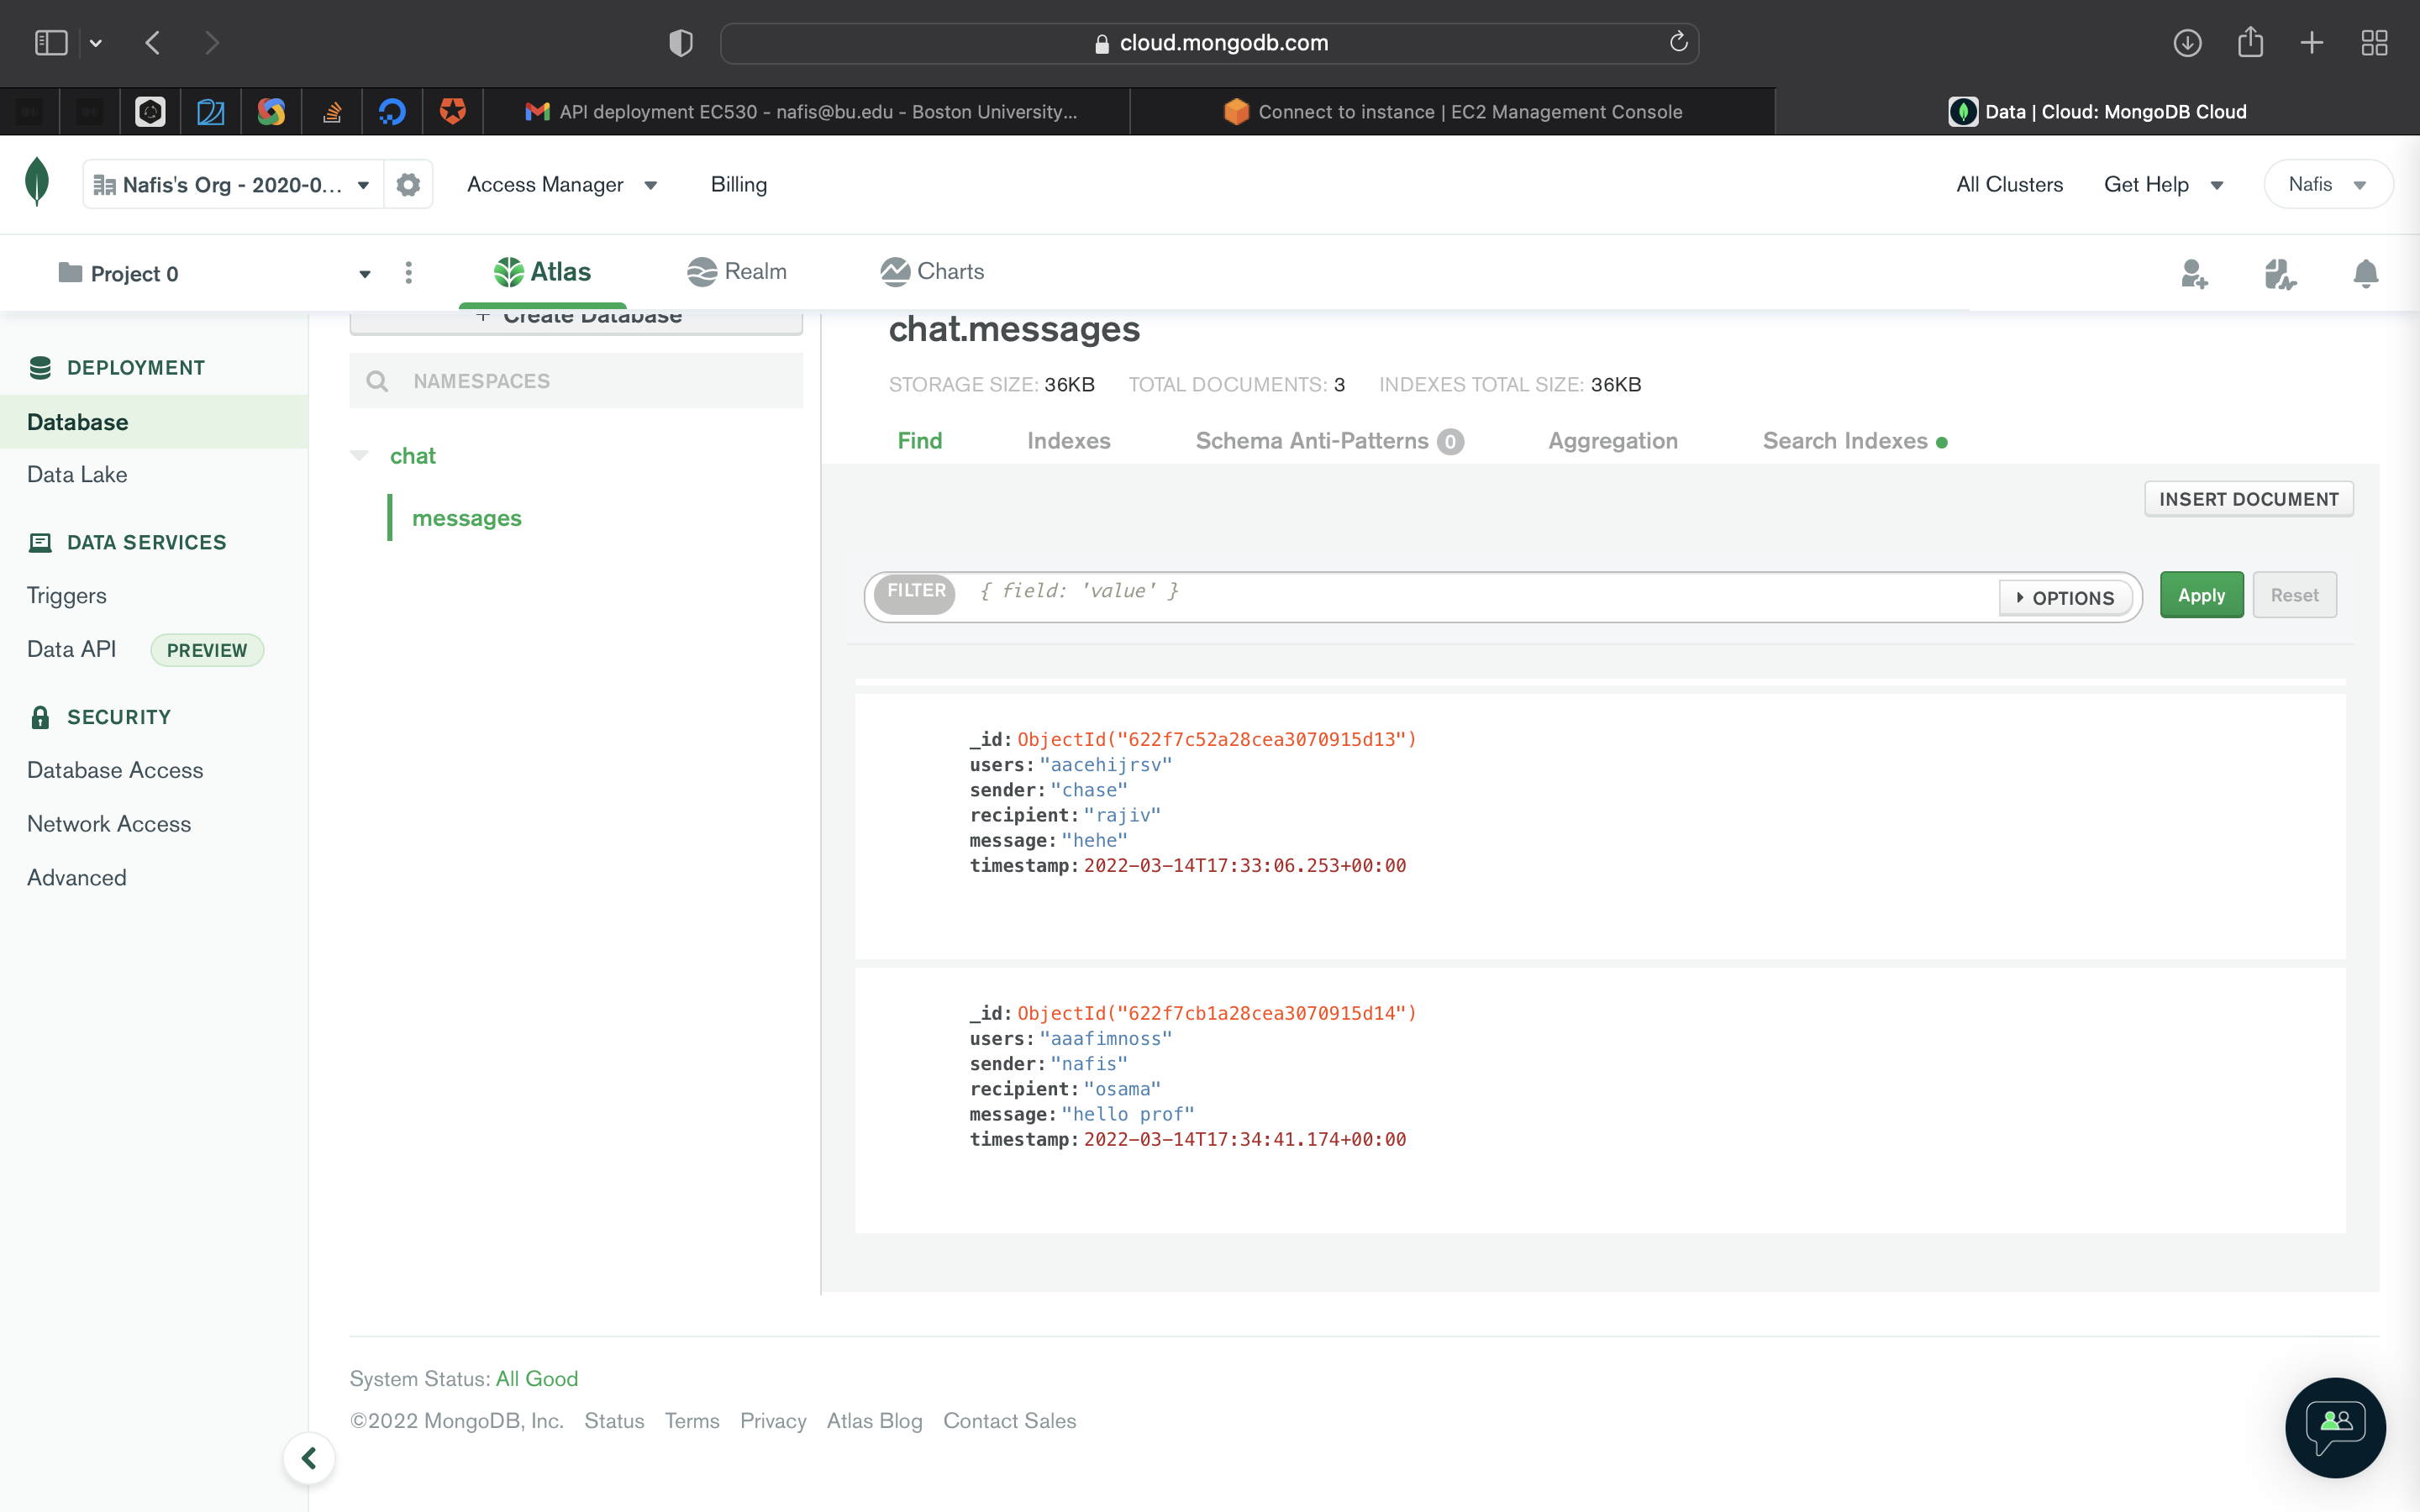 cloud.mongodb.com
API deployment EC530 - nafis@bu.edu - Boston University...
Connect to instance | EC2 Management Console
Data | Cloud: MongoDB Cloud
Nafis's Org - 2020-0...
Access Manager
Billing
All Clusters
Get Help
Nafis
Project 0
Atlas
Realm
Charts
DEPLOYMENT
Database
Data Lake
DATA SERVICES
Triggers
Data API PREVIEW
SECURITY
Database Access
Network Access
Advanced
+ Create Database
NAMESPACES
chat
messages
chat.messages
STORAGE SIZE: 36KB TOTAL DOCUMENTS: 3 INDEXES TOTAL SIZE: 36KB
Find Indexes Schema Anti-Patterns 0 Aggregation Search Indexes
INSERT DOCUMENT
FILTER { field: 'value' } OPTIONS Apply Reset
_id: ObjectId("622f7c52a28cea3070915d13")
users: "aacehijrsv"
sender: "chase"
recipient: "rajiv"
message: "hehe"
timestamp: 2022-03-14T17:33:06.253+00:00
_id: ObjectId("622f7cb1a28cea3070915d14")
users: "aaafimnoss"
sender: "nafis"
recipient: "osama"
message: "hello prof"
timestamp: 2022-03-14T17:34:41.174+00:00
System Status: All Good
©2022 MongoDB, Inc. Status Terms Privacy Atlas Blog Contact Sales